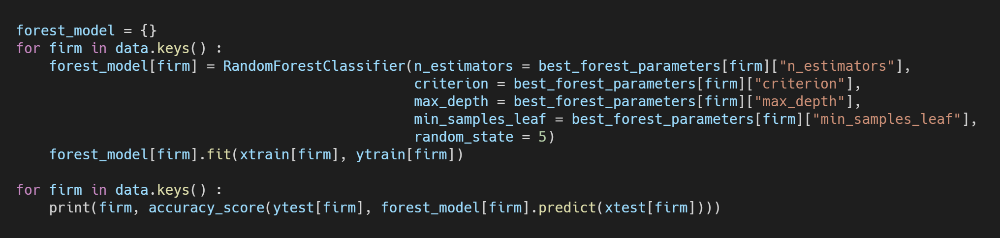 forest_model = {}
for firm in data.keys() :
    forest_model[firm] = RandomForestClassifier(n_estimators = best_forest_parameters[firm]["n_estimators"],
                                                criterion = best_forest_parameters[firm]["criterion"],
                                                max_depth = best_forest_parameters[firm]["max_depth"],
                                                min_samples_leaf = best_forest_parameters[firm]["min_samples_leaf"],
                                                random_state = 5)
    forest_model[firm].fit(xtrain[firm], ytrain[firm])

for firm in data.keys() :
    print(firm, accuracy_score(ytest[firm], forest_model[firm].predict(xtest[firm])))